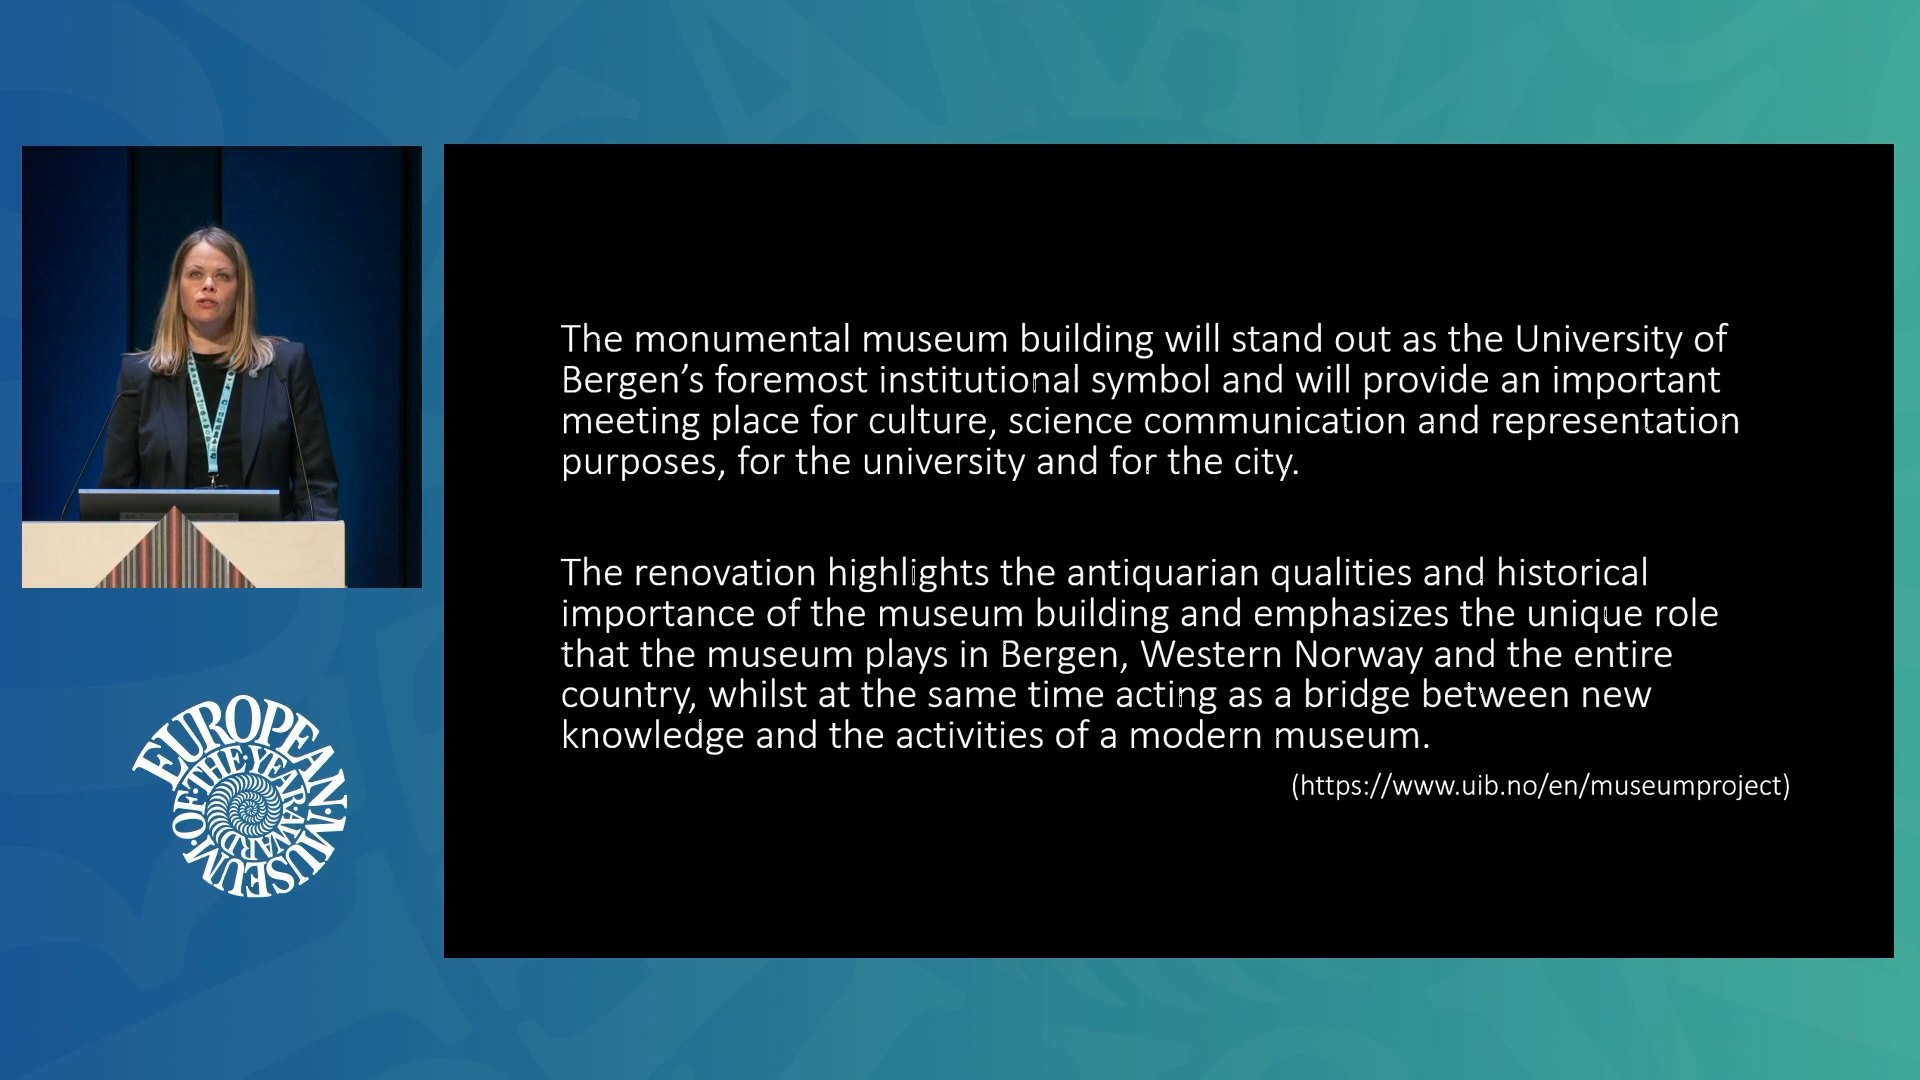 The monumental museum building will stand out as the University of
Bergen’s foremost institutional symbol and will provide an important
meeting place for culture, science communication and representation
purposes, for the university and for the city.
The renovation highlights the antiquarian qualities and historical
importance of the museum building and emphasizes the unique role
that the museum plays in Bergen, Western Norway and the entire
country, whilst at the same time acting as a bridge between new
knowledge and the activities of a modern museum.
(https://www.uib.no/en/museumproject)
EUROPEAN·MUSEUM·OF·THE·YEAR·AWARD